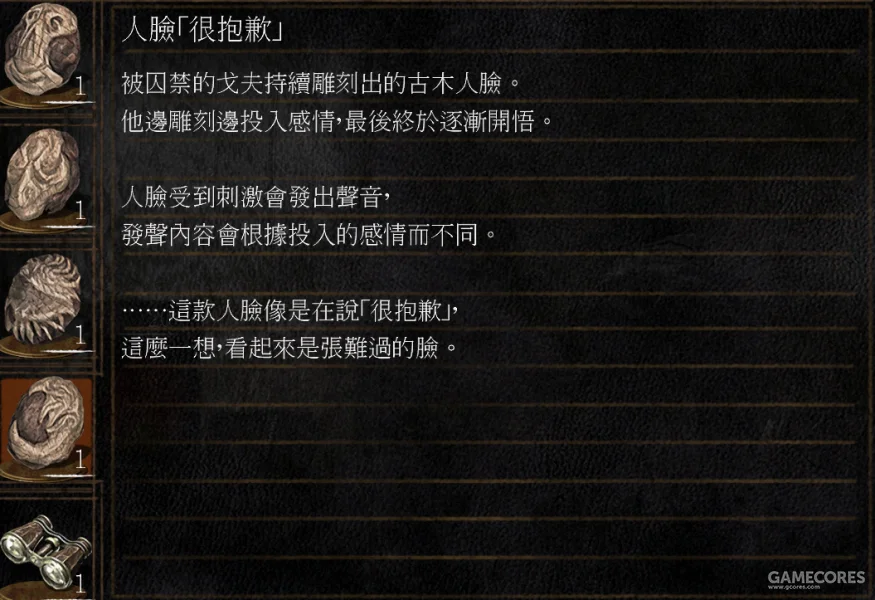 人臉「很抱歉」
被囚禁的戈夫持續雕刻出的古木人臉。
他邊雕刻邊投入感情，最後終於逐漸開悟。
人臉受到刺激會發出聲音，
發聲內容會根據投入的感情而不同。
⋯⋯這款人臉像是在說「很抱歉」，
這麼一想，看起來是張難過的臉。
1
1
1
1
1
GAMECORES
www.gcores.com